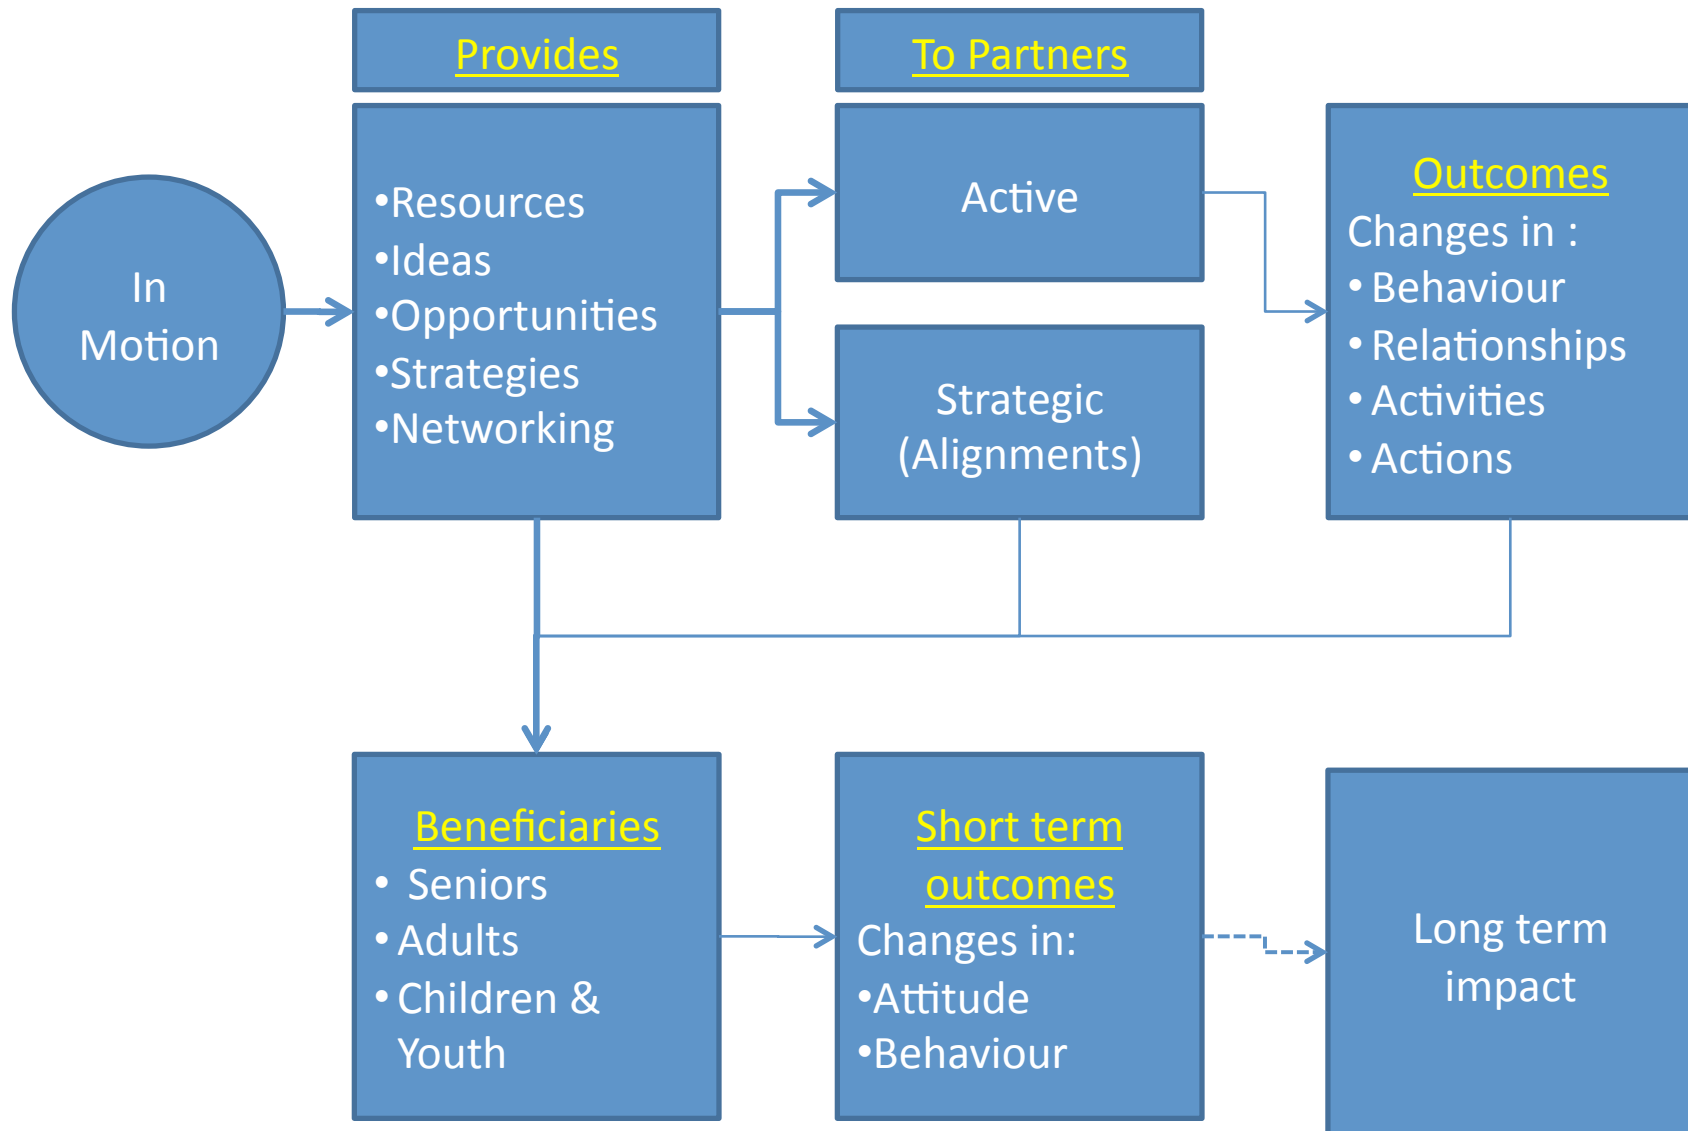 Provides
To Partners
In
Motion
•Resources
•Ideas
•Opportunities
•Strategies
•Networking
Active
Strategic
(Alignments)
Outcomes
Changes in :
• Behaviour
• Relationships
• Activities
• Actions
Beneficiaries
• Seniors
• Adults
• Children &
Youth
Short term
outcomes
Changes in:
•Attitude
•Behaviour
Long term
impact